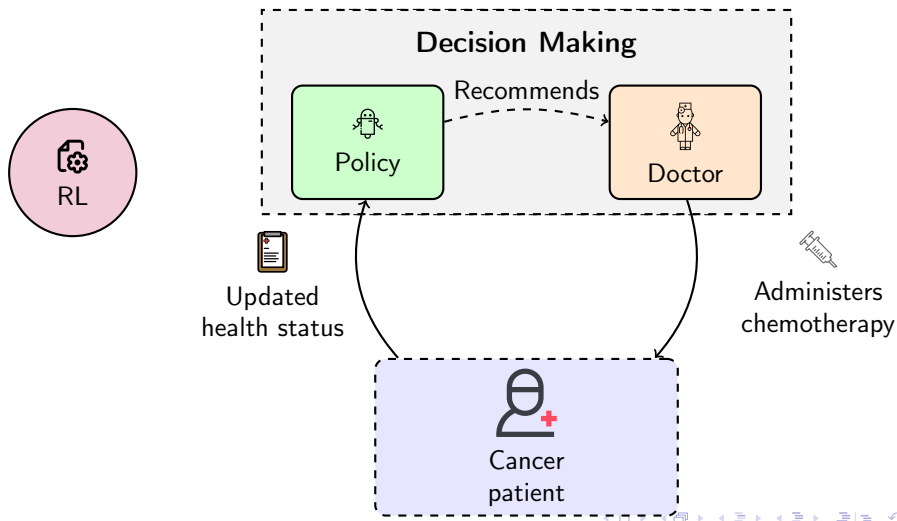 Decision Making
Recommends
Policy
Doctor
RL
Updated
health status
Administers
chemotherapy
Cancer
patient